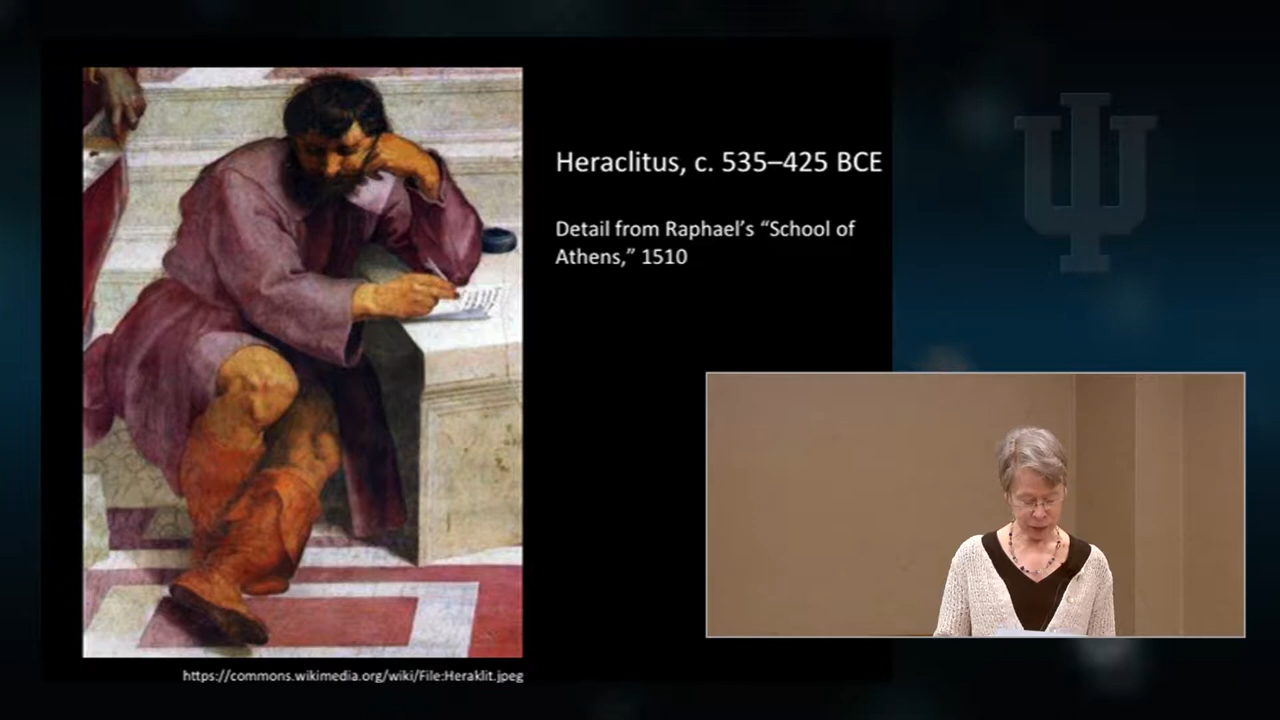 Heraclitus, c. 535–425 BCE
Detail from Raphael’s “School of
Athens,” 1510
https://commons.wikimedia.org/wiki/File:Heraklit.jpeg